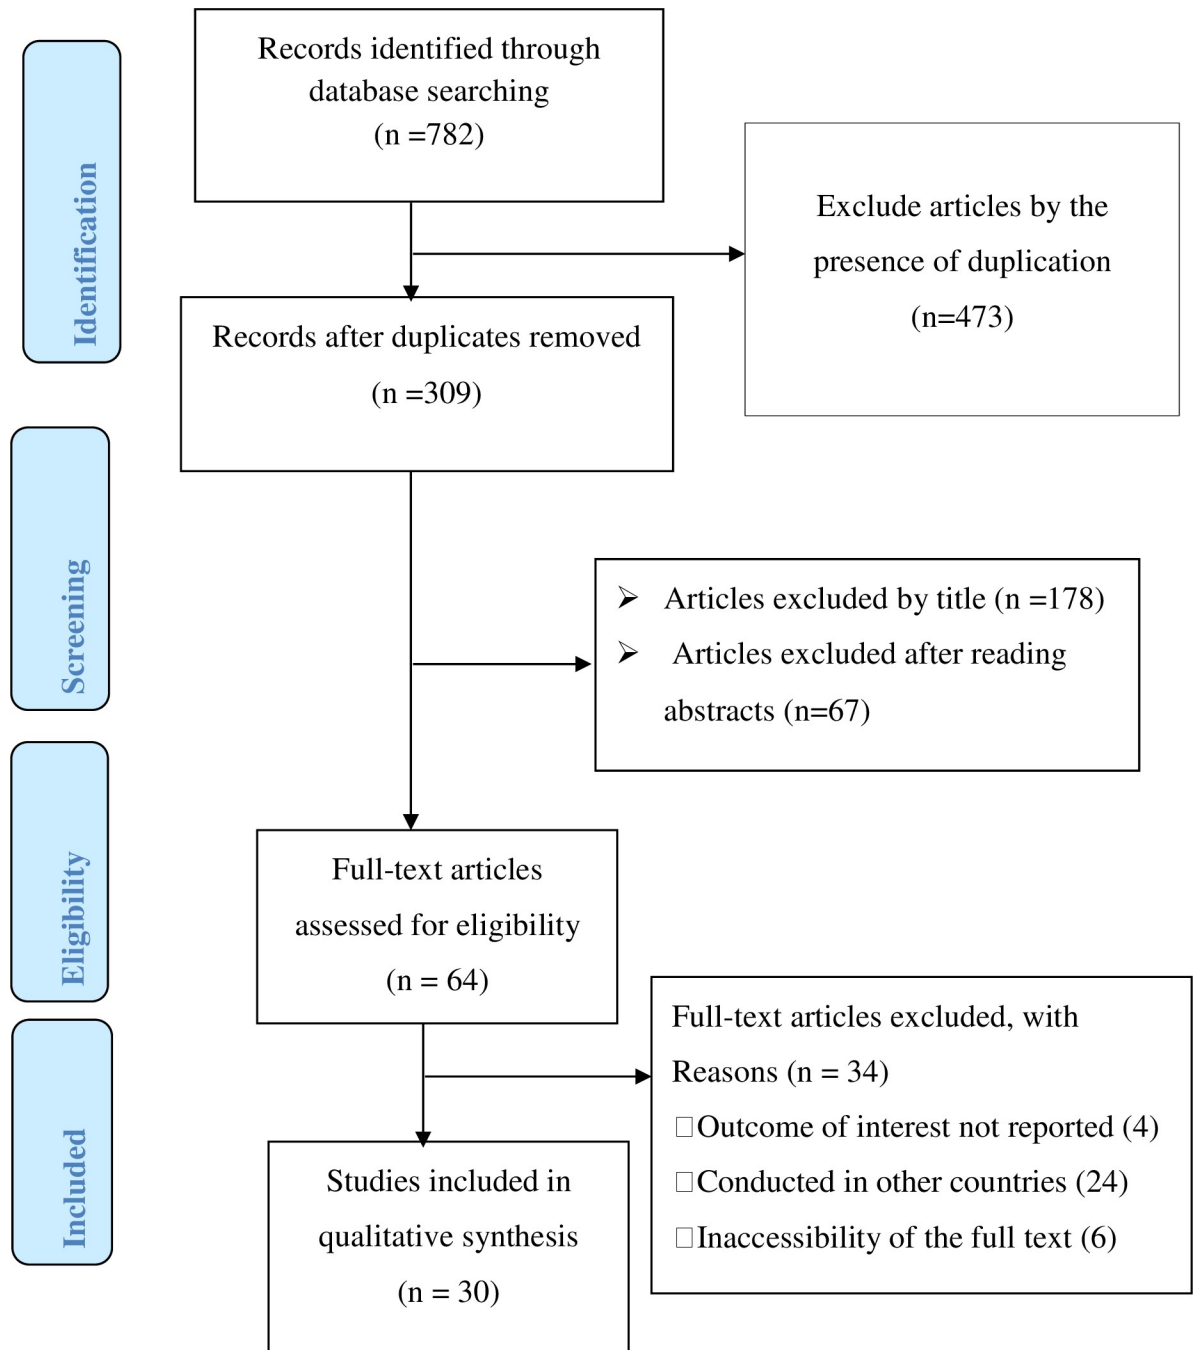 Identification
Records identified through
database searching
(n =782)
Exclude articles by the
presence of duplication
(n=473)
Records after duplicates removed
(n =309)
Screening
➢ Articles excluded by title (n =178)
➢ Articles excluded after reading
abstracts (n=67)
Eligibility
Full-text articles
assessed for eligibility
(n = 64)
Full-text articles excluded, with
Reasons (n = 34)
□Outcome of interest not reported (4)
□Conducted in other countries (24)
□Inaccessibility of the full text (6)
Included
Studies included in
qualitative synthesis
(n = 30)